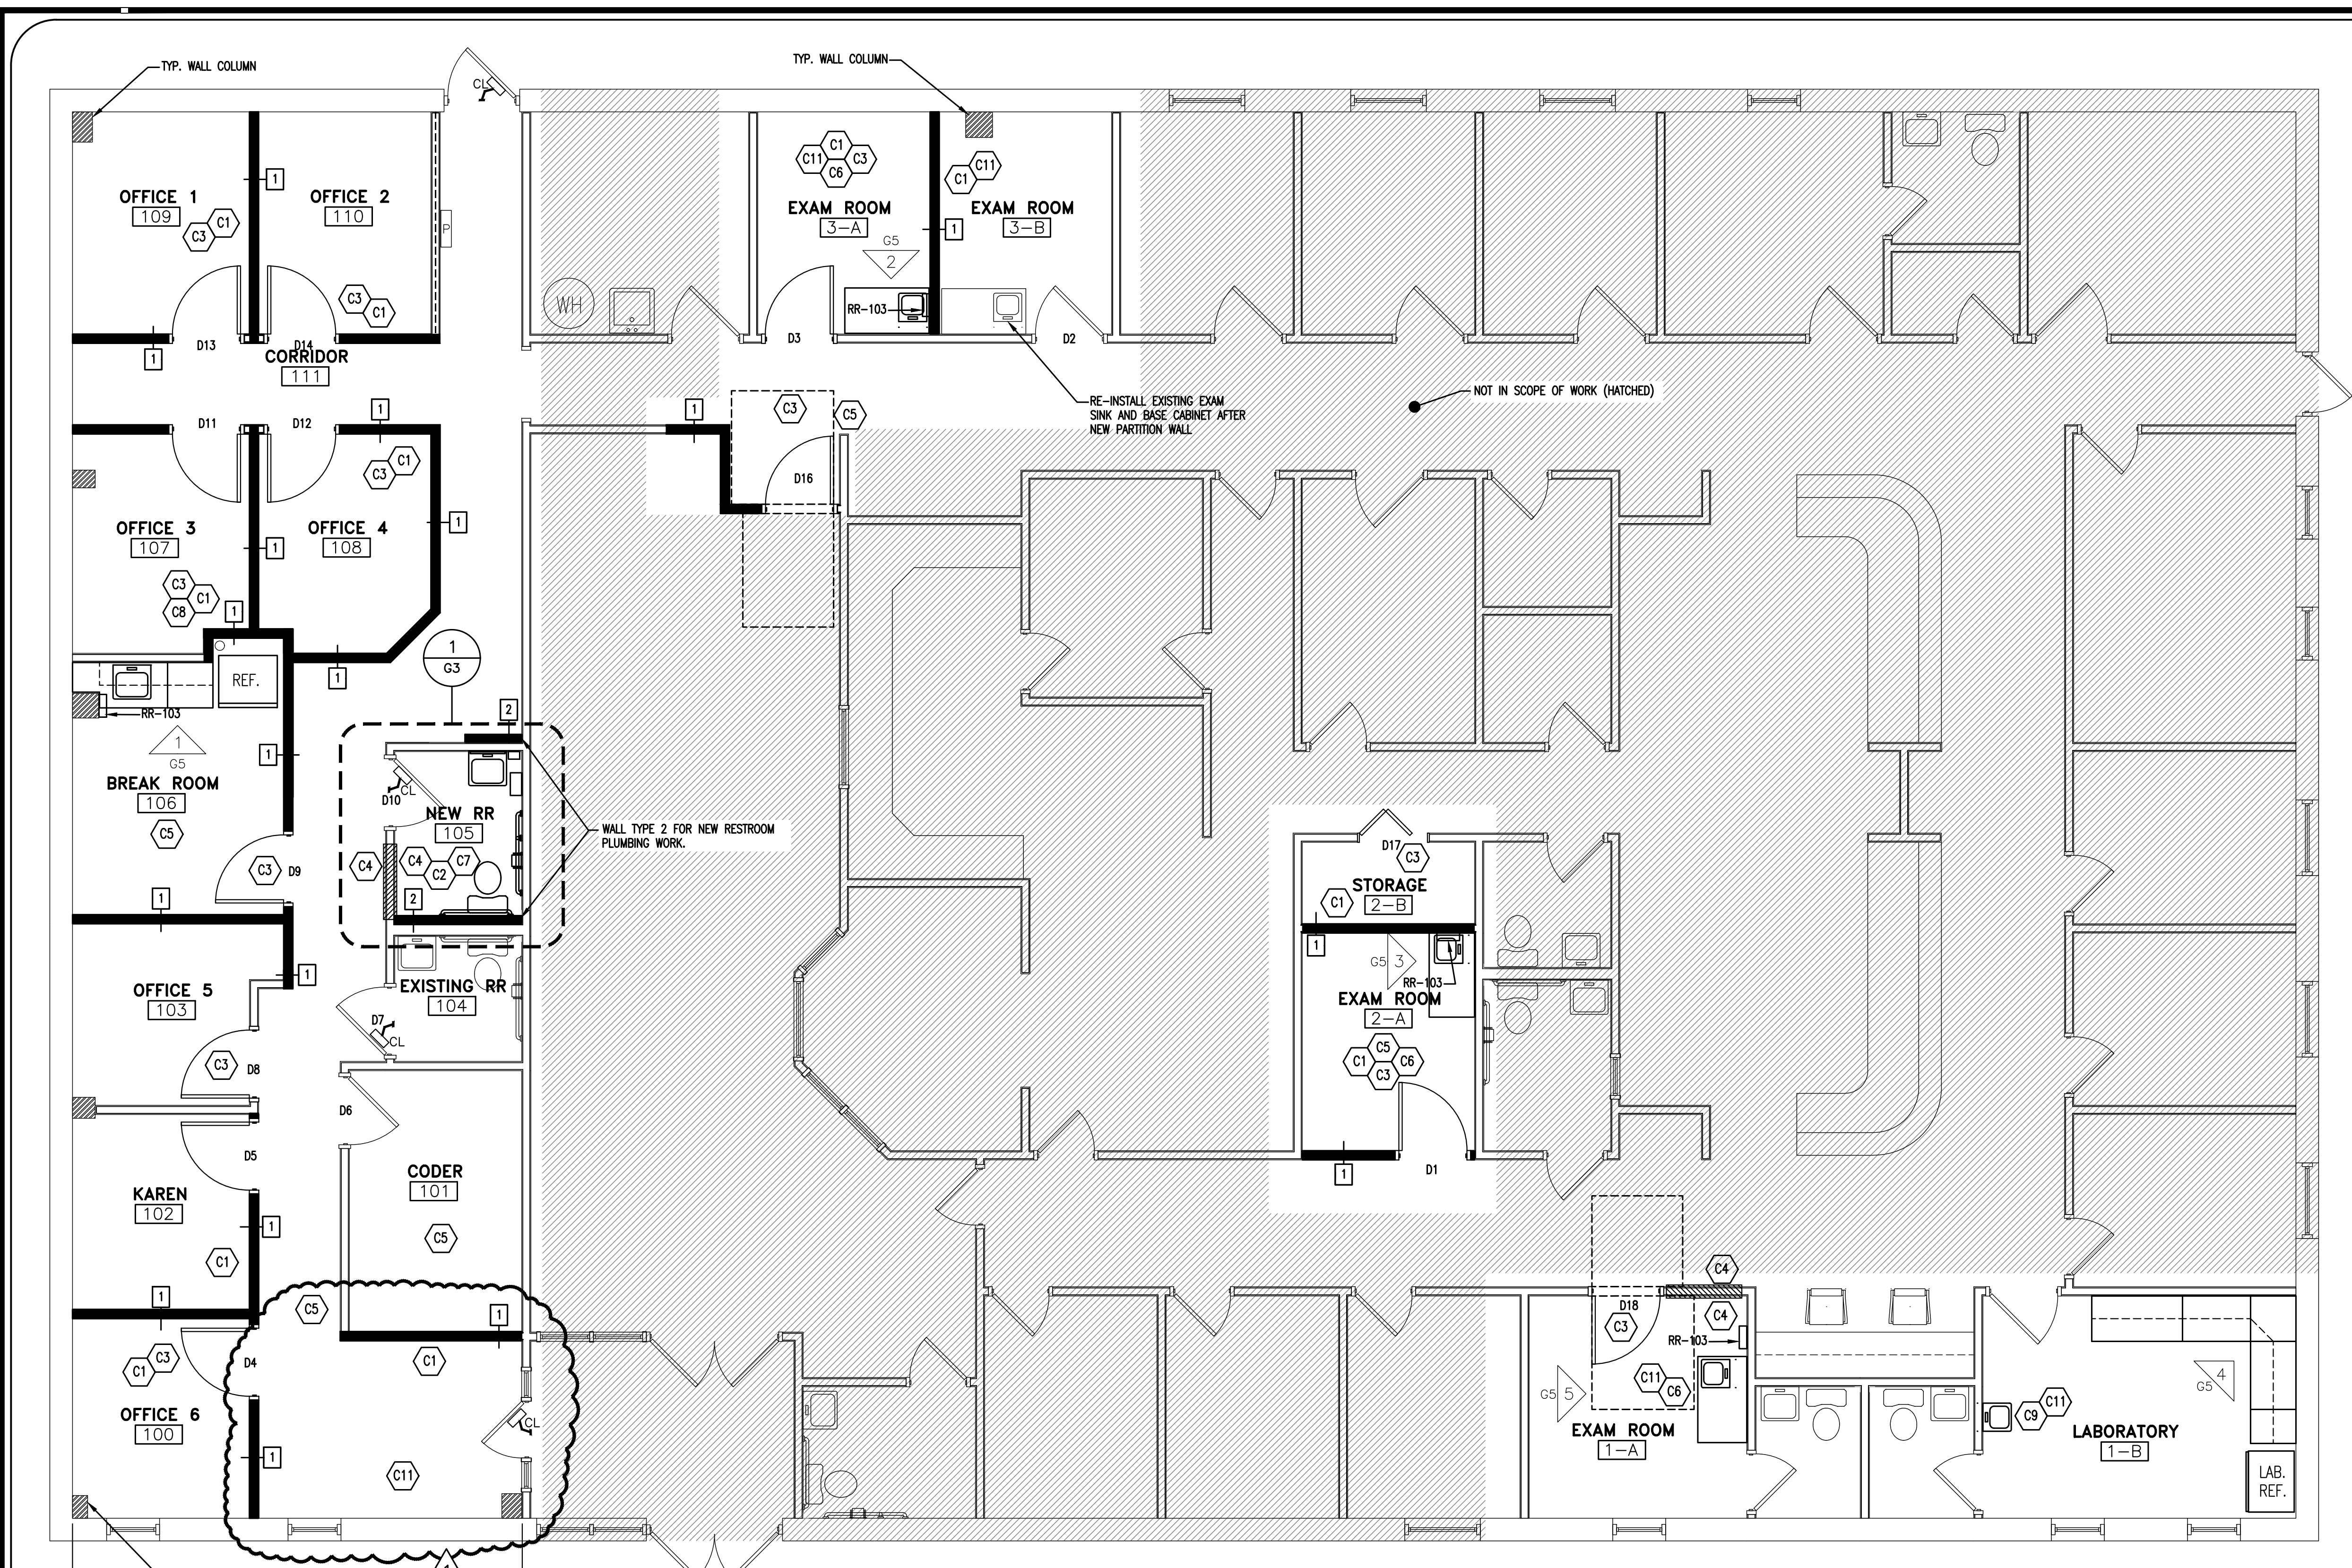 TYP. WALL COLUMN
TYP. WALL COLUMN
CL
OFFICE 1
109
C3
C1
1
OFFICE 2
110
C3
C1
P
C1
C11
C3
C6
EXAM ROOM
3-A
G5
2
RR-103
C11
C1
EXAM ROOM
3-B
1
WH
D13
D14
D3
D2
1
CORRIDOR
111
RE-INSTALL EXISTING EXAM
SINK AND BASE CABINET AFTER
NEW PARTITION WALL
NOT IN SCOPE OF WORK (HATCHED)
D11
D12
1
1
C3
C5
D16
C3
C1
OFFICE 3
107
1
OFFICE 4
108
1
C3
C1
C8
1
1
1
G3
REF.
RR-103
1
G5
BREAK ROOM
106
C5
1
2
D10
CL
NEW RR
105
C4
C4
C7
C2
2
WALL TYPE 2 FOR NEW RESTROOM
PLUMBING WORK.
C3
D9
1
1
OFFICE 5
103
EXISTING RR
104
D7
CL
C3
D8
D6
D5
KAREN
102
1
C1
1
CODER
101
C5
D17
C3
STORAGE
2-B
C1
1
G5
3
RR-103
EXAM ROOM
2-A
C5
C1
C6
C3
1
D1
C5
1
C1
C3
C1
D4
OFFICE 6
100
1
C11
CL
C4
D18
C3
C4
RR-103
G5
5
C11
C6
EXAM ROOM
1-A
C9
C11
G5
4
LABORATORY
1-B
LAB.
REF.